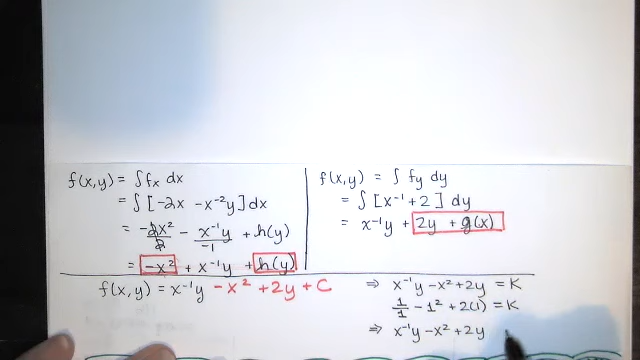 f(x,y) = ∫ fx dx
= ∫ [-2x - x⁻²y] dx
= -2x²/2 - x⁻¹y/-1 + h(y)
= -x² + x⁻¹y + h(y)
f(x,y) = ∫ fy dy
= ∫ [x⁻¹ + 2] dy
= x⁻¹y + 2y + g(x)
f(x,y) = x⁻¹y - x² + 2y + C
⇒ x⁻¹y - x² + 2y = K
1/1 - 1² + 2(1) = K
⇒ x⁻¹y - x² + 2y